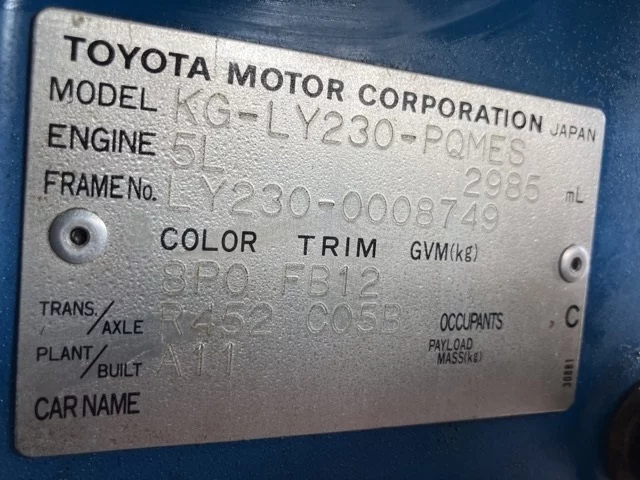 TOYOTA MOTOR CORPORATION JAPAN
MODEL KG-LY230-PQMES
ENGINE 5L 2985 mL
FRAME No. LY230-0008749
COLOR TRIM GVM(kg)
8P0 FB12
TRANS./AXLE R452 C05B OCCUPANTS , C
PLANT/BUILT A11 PAYLOAD MASS(kg)
CAR NAME